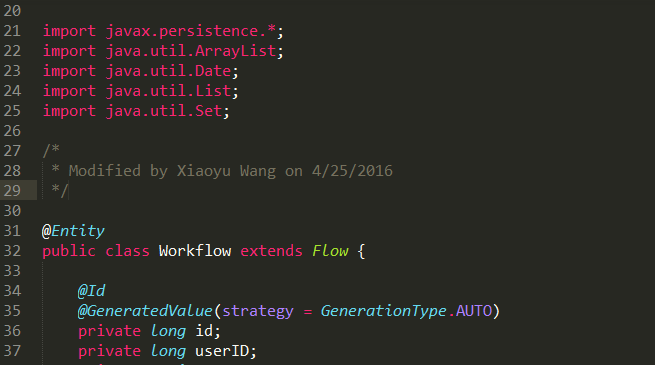 20
21 import javax.persistence.*;
22 import java.util.ArrayList;
23 import java.util.Date;
24 import java.util.List;
25 import java.util.Set;
26
27 /*
28  * Modified by Xiaoyu Wang on 4/25/2016
29  */
30
31 @Entity
32 public class Workflow extends Flow {
33
34     @Id
35     @GeneratedValue(strategy = GenerationType.AUTO)
36     private long id;
37     private long userID;